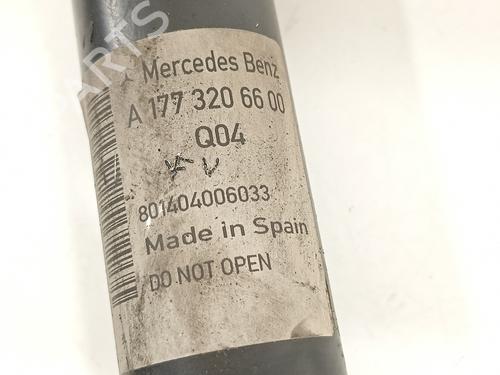 Mercedes Benz
A 177 320 66 00
Q04
801404006033
Made in Spain
DO NOT OPEN